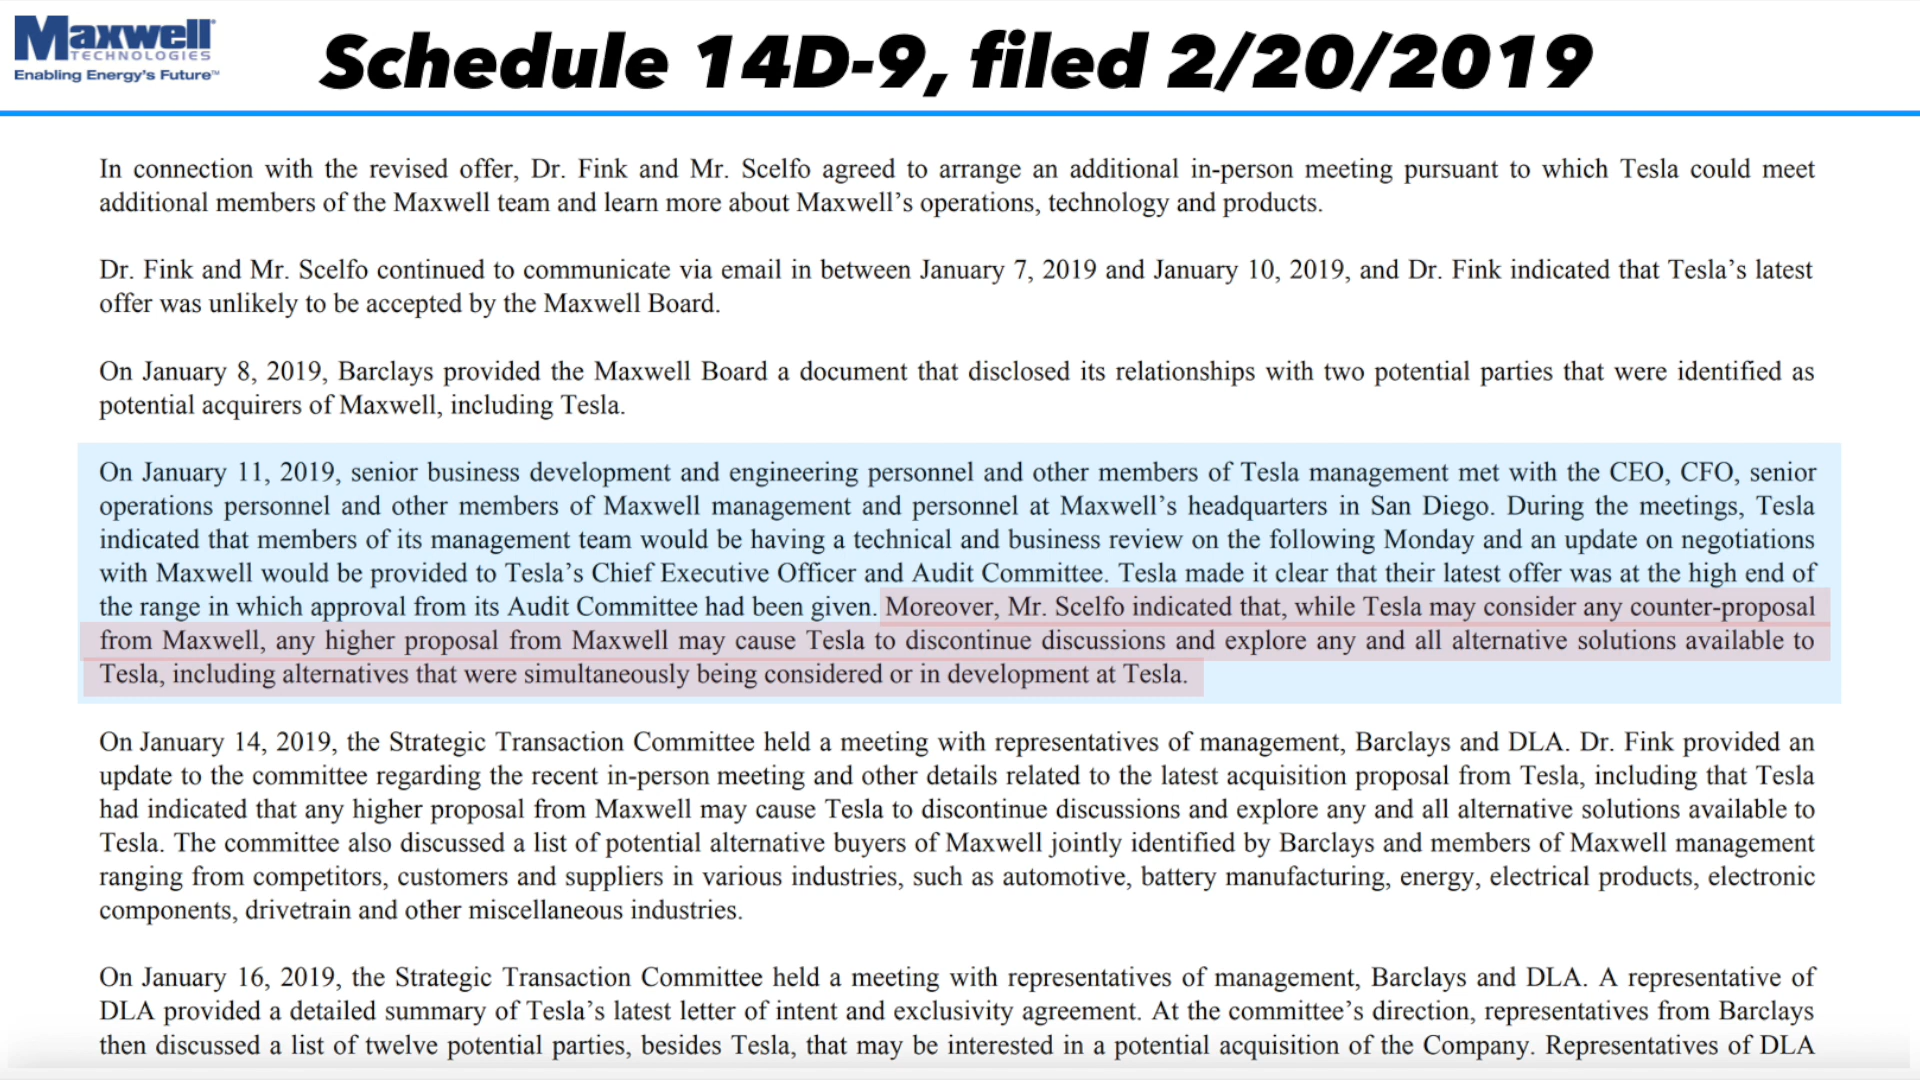 Maxwell
TECHNOLOGIES
Enabling Energy's Future™
Schedule 14D-9, filed 2/20/2019
In connection with the revised offer, Dr. Fink and Mr. Scelfo agreed to arrange an additional in-person meeting pursuant to which Tesla could meet
additional members of the Maxwell team and learn more about Maxwell’s operations, technology and products.
Dr. Fink and Mr. Scelfo continued to communicate via email in between January 7, 2019 and January 10, 2019, and Dr. Fink indicated that Tesla’s latest
offer was unlikely to be accepted by the Maxwell Board.
On January 8, 2019, Barclays provided the Maxwell Board a document that disclosed its relationships with two potential parties that were identified as
potential acquirers of Maxwell, including Tesla.
On January 11, 2019, senior business development and engineering personnel and other members of Tesla management met with the CEO, CFO, senior
operations personnel and other members of Maxwell management and personnel at Maxwell’s headquarters in San Diego. During the meetings, Tesla
indicated that members of its management team would be having a technical and business review on the following Monday and an update on negotiations
with Maxwell would be provided to Tesla’s Chief Executive Officer and Audit Committee. Tesla made it clear that their latest offer was at the high end of
the range in which approval from its Audit Committee had been given. Moreover, Mr. Scelfo indicated that, while Tesla may consider any counter-proposal
from Maxwell, any higher proposal from Maxwell may cause Tesla to discontinue discussions and explore any and all alternative solutions available to
Tesla, including alternatives that were simultaneously being considered or in development at Tesla.
On January 14, 2019, the Strategic Transaction Committee held a meeting with representatives of management, Barclays and DLA. Dr. Fink provided an
update to the committee regarding the recent in-person meeting and other details related to the latest acquisition proposal from Tesla, including that Tesla
had indicated that any higher proposal from Maxwell may cause Tesla to discontinue discussions and explore any and all alternative solutions available to
Tesla. The committee also discussed a list of potential alternative buyers of Maxwell jointly identified by Barclays and members of Maxwell management
ranging from competitors, customers and suppliers in various industries, such as automotive, battery manufacturing, energy, electrical products, electronic
components, drivetrain and other miscellaneous industries.
On January 16, 2019, the Strategic Transaction Committee held a meeting with representatives of management, Barclays and DLA. A representative of
DLA provided a detailed summary of Tesla’s latest letter of intent and exclusivity agreement. At the committee’s direction, representatives from Barclays
then discussed a list of twelve potential parties, besides Tesla, that may be interested in a potential acquisition of the Company. Representatives of DLA